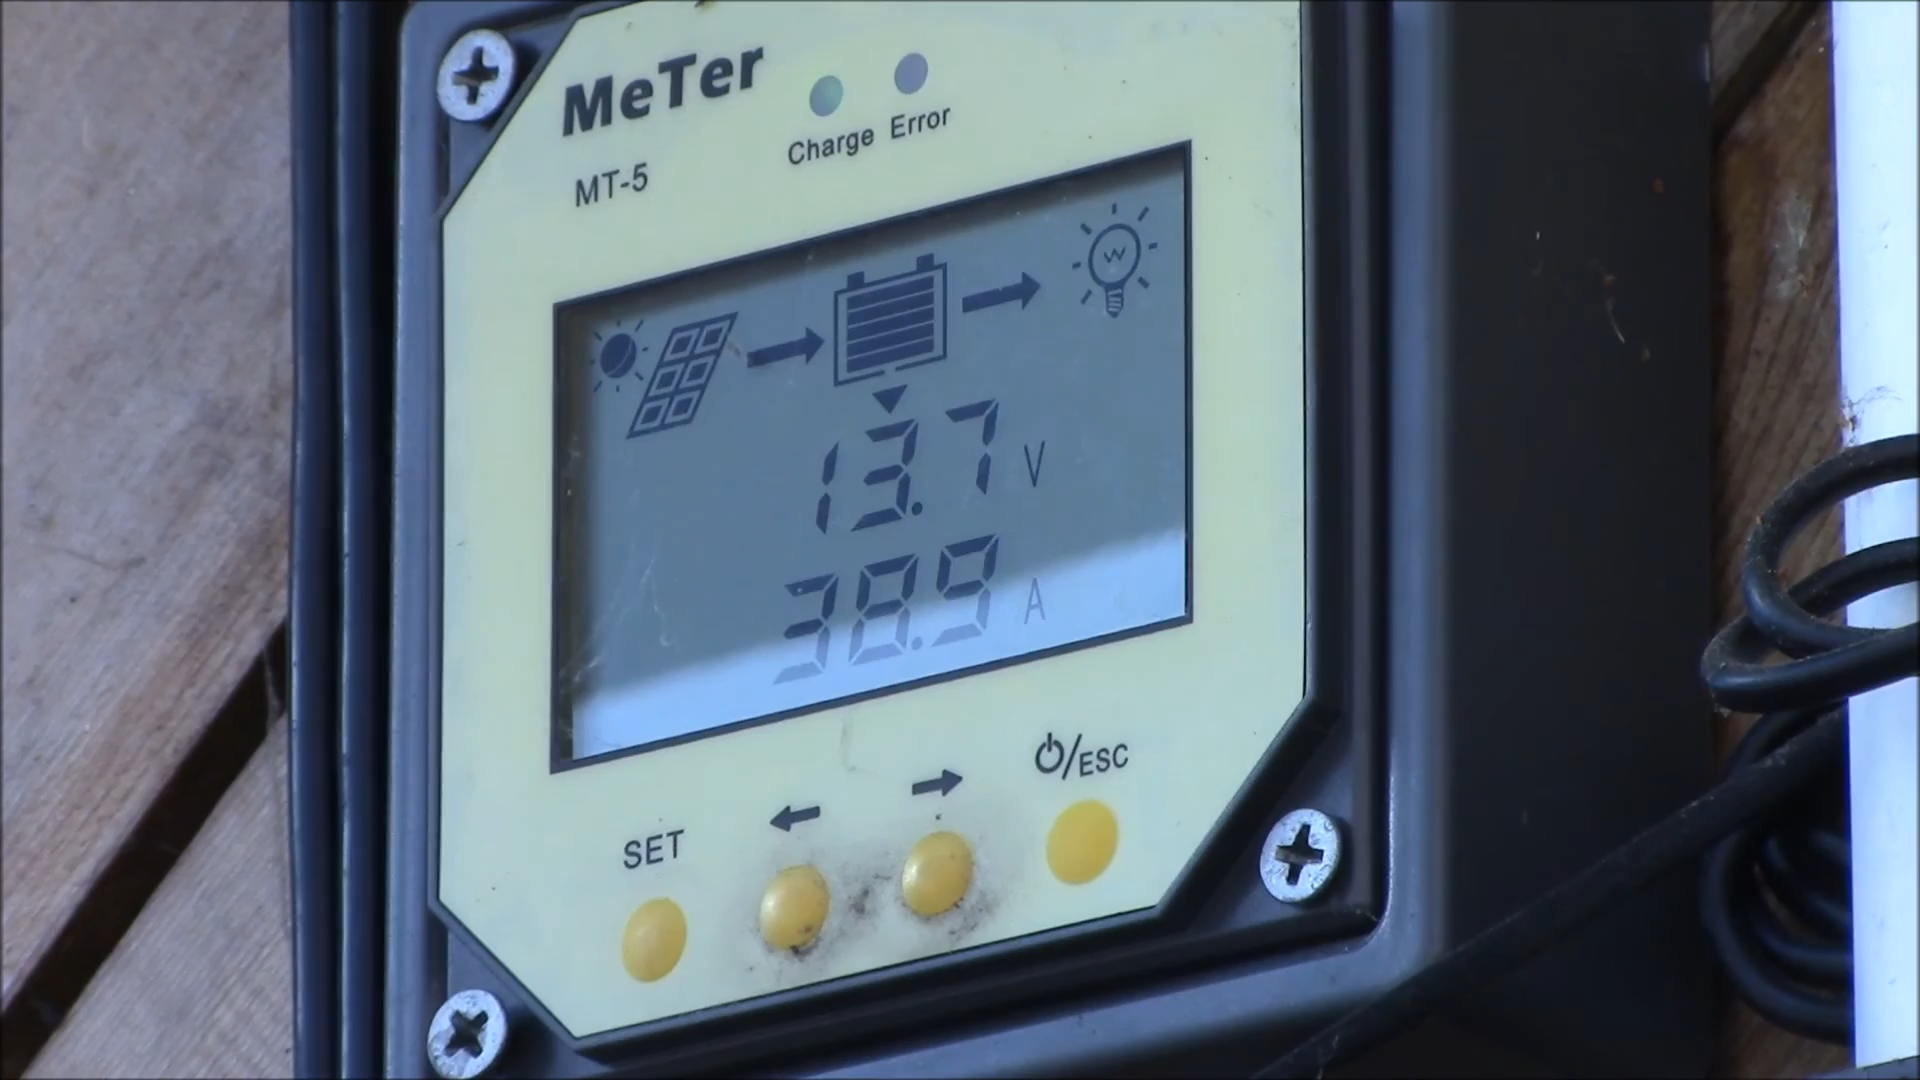 MeTer
MT-5
Charge Error
13.7 V
38.9 A
SET
/ESC